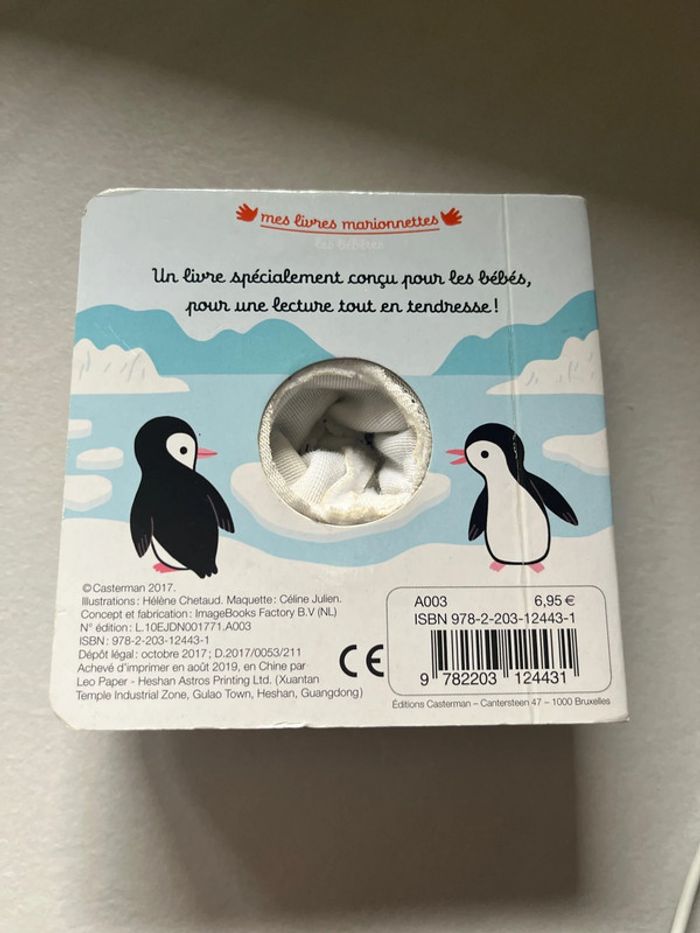 mes livres marionnettes
les bébêtes
Un livre spécialement conçu pour les bébés,
pour une lecture tout en tendresse !
© Casterman 2017.
Illustrations : Hélène Chetaud. Maquette : Céline Julien.
Concept et fabrication : ImageBooks Factory B.V (NL)
N° édition : L.10EJDN001771.A003
ISBN : 978-2-203-12443-1
Dépôt légal : octobre 2017 ; D.2017/0053/211
Achevé d'imprimer en août 2019, en Chine par
Leo Paper - Heshan Astros Printing Ltd. (Xuantan
Temple Industrial Zone, Gulao Town, Heshan, Guangdong)
CE
A003 6,95 €
ISBN 978-2-203-12443-1
9 782203 124431
Éditions Casterman – Cantersteen 47 – 1000 Bruxelles